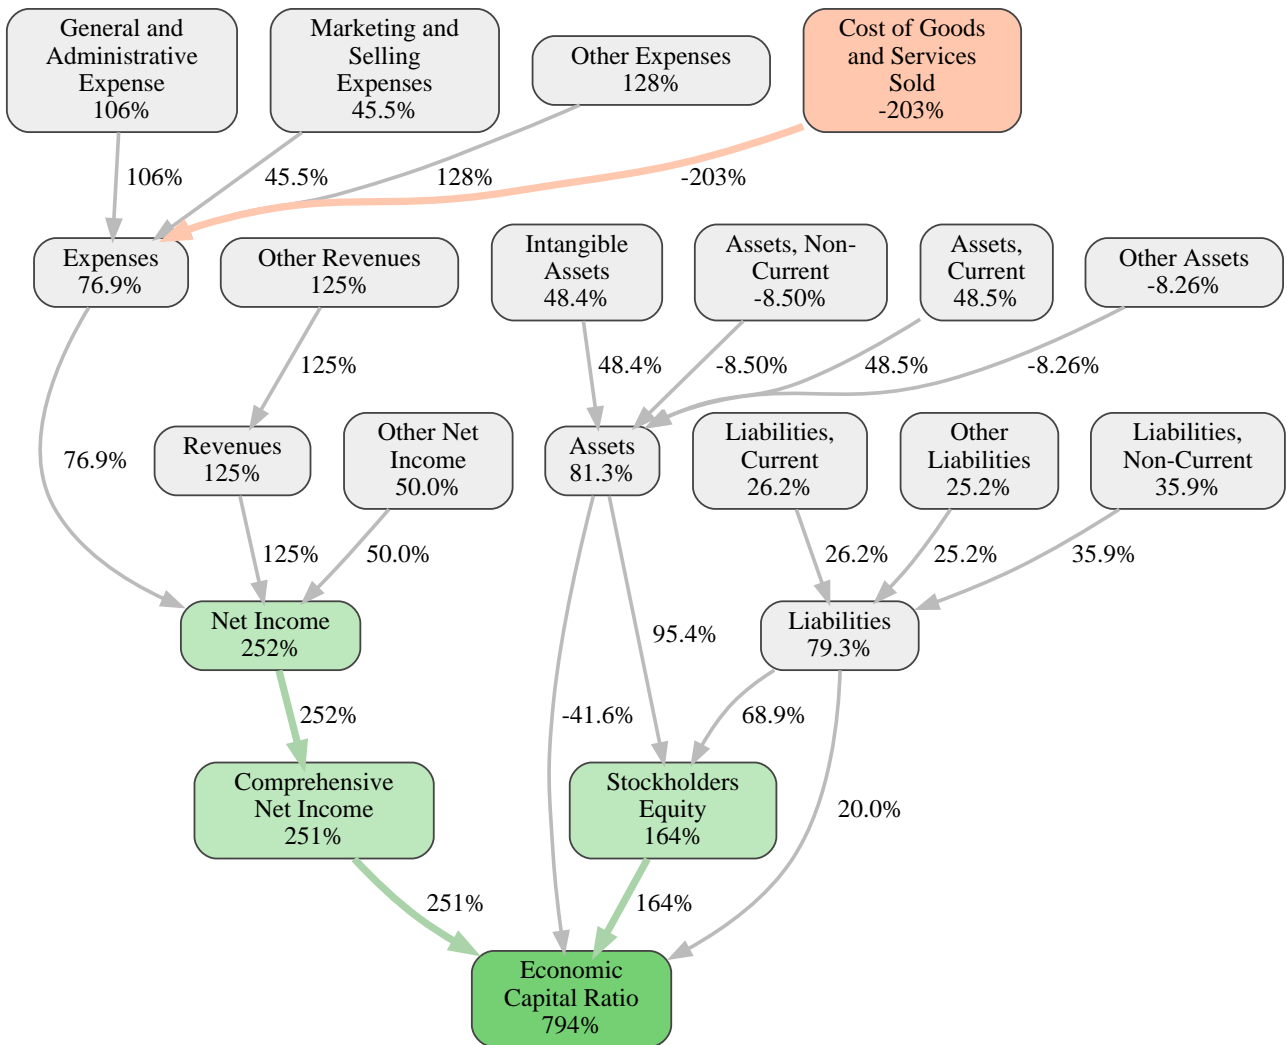 General and
Administrative
Expense
106%
Marketing and
Selling
Expenses
45.5%
Other Expenses
128%
Cost of Goods
and Services
Sold
-203%
106%
45.5%
128%
-203%
Expenses
76.9%
Other Revenues
125%
Intangible
Assets
48.4%
Assets, Non-
Current
-8.50%
Assets,
Current
48.5%
Other Assets
-8.26%
125%
48.4%
-8.50%
48.5%
-8.26%
76.9%
Revenues
125%
Other Net
Income
50.0%
Assets
81.3%
Liabilities,
Current
26.2%
Other
Liabilities
25.2%
Liabilities,
Non-Current
35.9%
125%
50.0%
26.2%
25.2%
35.9%
Net Income
252%
95.4%
Liabilities
79.3%
252%
-41.6%
68.9%
Comprehensive
Net Income
251%
Stockholders
Equity
164%
20.0%
251%
164%
Economic
Capital Ratio
794%